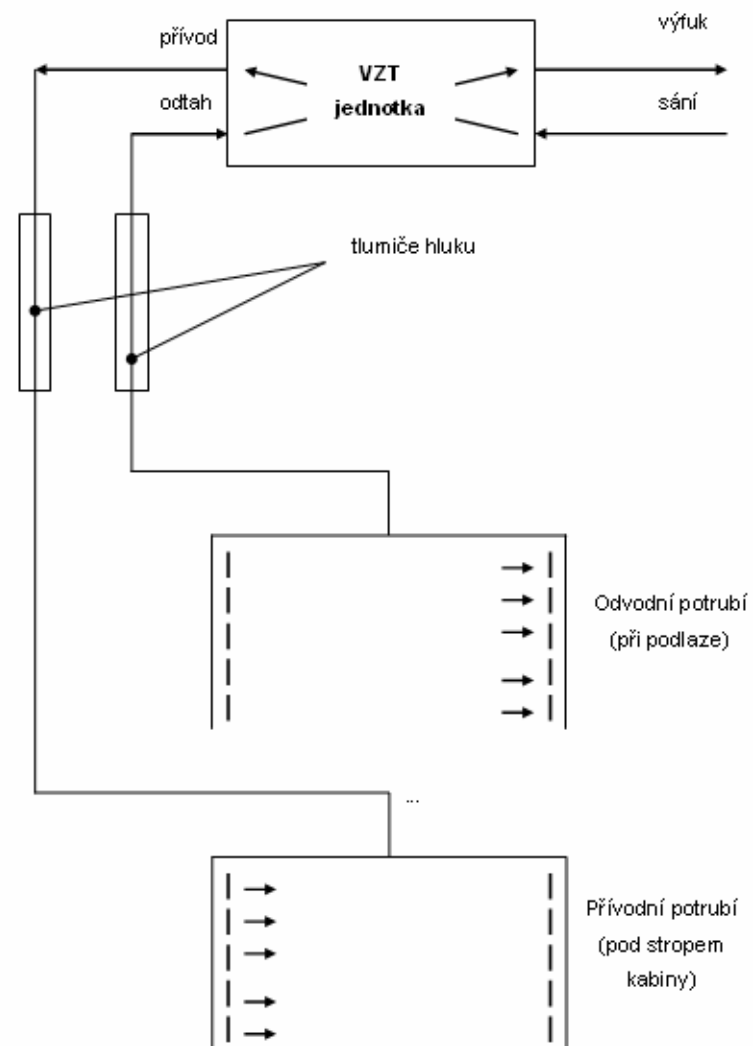 přívod
výfuk
VZT
jednotka
odtah
sání
tlumiče hluku
Odvodní potrubí
(při podlaze)
...
Přívodní potrubí
(pod stropem
kabiny)